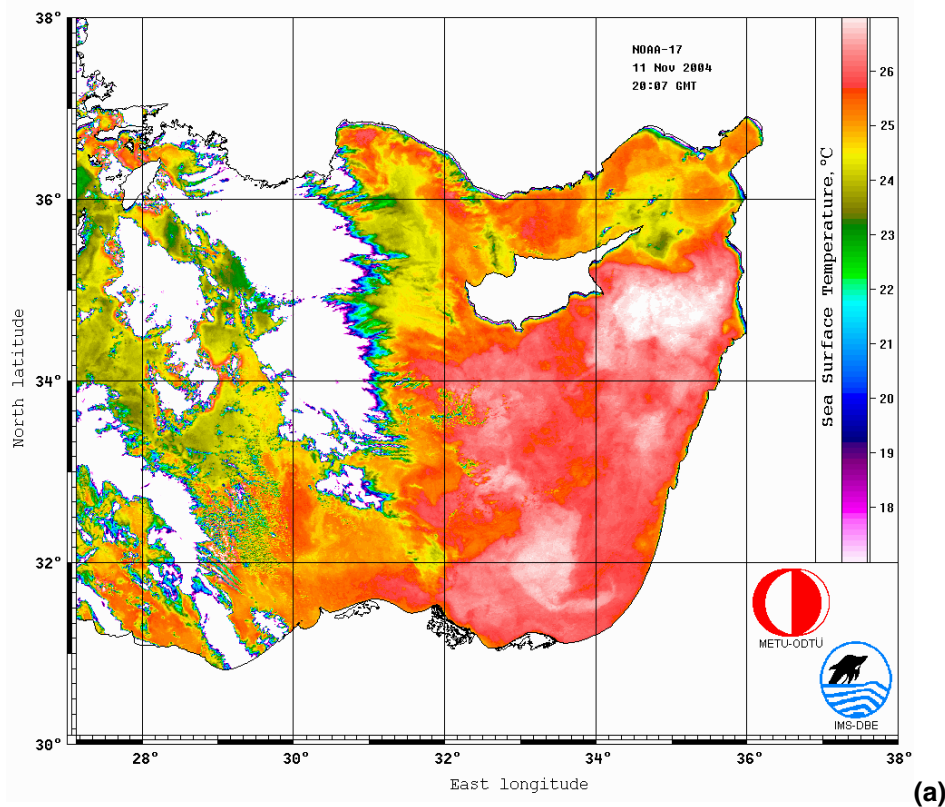 38°
36°
34°
32°
30°
North latitude
28°
30°
32°
34°
36°
38°
East longitude
NOAA-17
11 Nov 2004
20:07 GMT
Sea Surface Temperature, °C
26
25
24
23
22
21
20
19
18
METU-ODTÜ
IMS-DBE
(a)